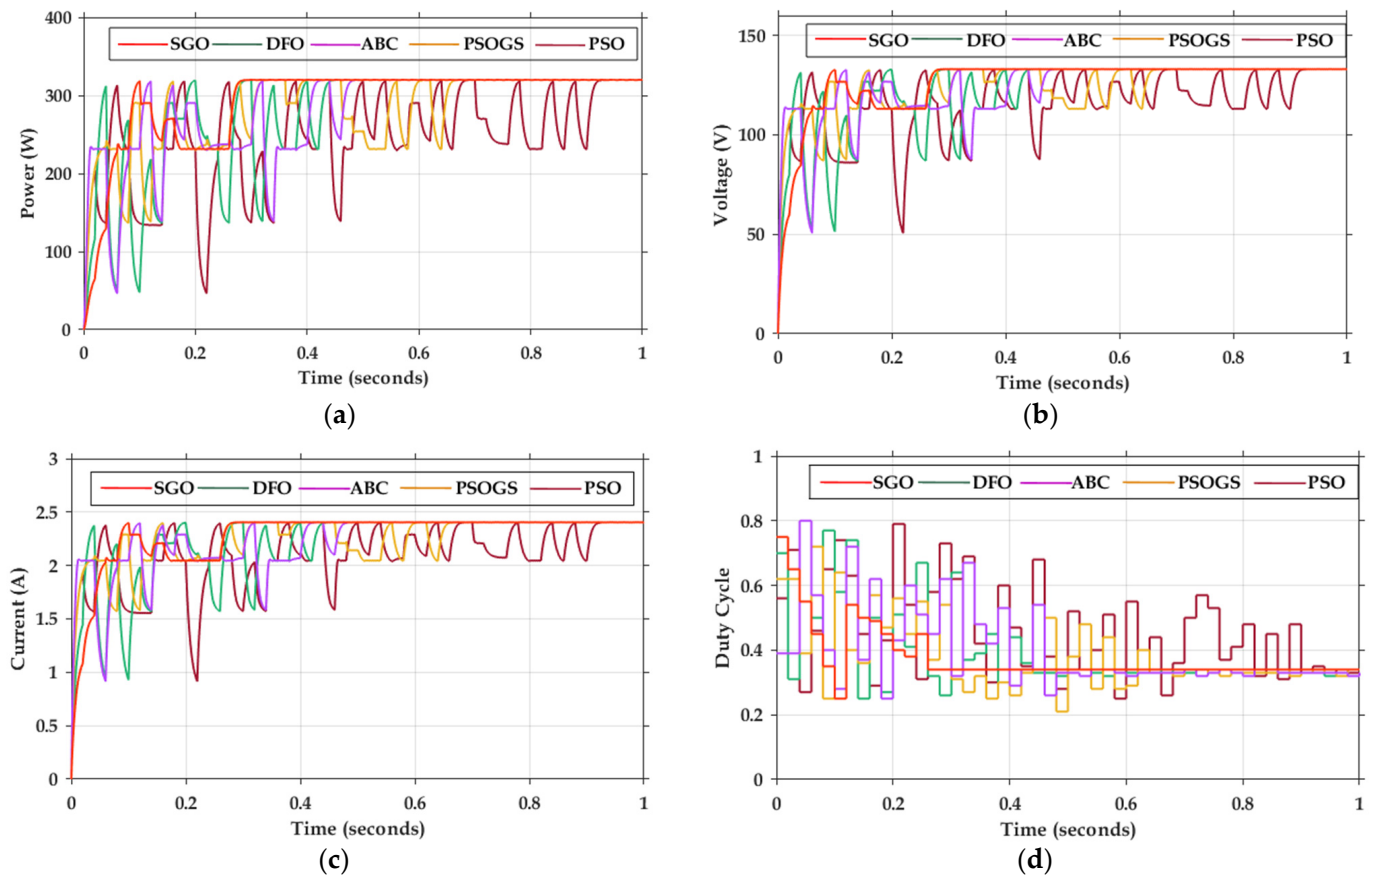 400
300
200
100
0
Power (W)
SGO DFO ABC PSOGS PSO
0 0.2 0.4 0.6 0.8 1
Time (seconds)
(a)
150
100
50
0
Voltage (V)
SGO DFO ABC PSOGS PSO
0 0.2 0.4 0.6 0.8 1
Time (seconds)
(b)
3
2.5
2
1.5
1
0.5
0
Current (A)
SGO DFO ABC PSOGS PSO
0 0.2 0.4 0.6 0.8 1
Time (seconds)
(c)
1
0.8
0.6
0.4
0.2
0
Duty Cycle
SGO DFO ABC PSOGS PSO
0 0.2 0.4 0.6 0.8 1
Time (seconds)
(d)